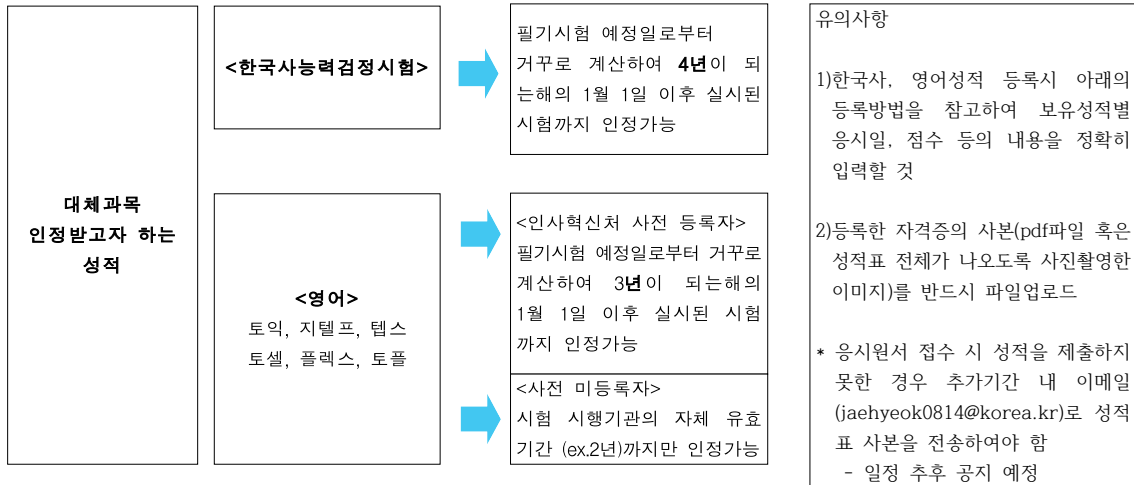 대체과목
인정받고자 하는
성적
<한국사능력검정시험>
필기시험 예정일로부터
거꾸로 계산하여 4년이 되
는해의 1월 1일 이후 실시된
시험까지 인정가능
<영어>
토익, 지텔프, 텝스
토셀, 플렉스, 토플
<인사혁신처 사전 등록자>
필기시험 예정일로부터 거꾸로
계산하여 3년이 되는해의
1월 1일 이후 실시된 시험
까지 인정가능
<사전 미등록자>
시험 시행기관의 자체 유효
기간 (ex.2년)까지만 인정가능
유의사항
1)한국사, 영어성적 등록시 아래의
등록방법을 참고하여 보유성적별
응시일, 점수 등의 내용을 정확히
입력할 것
2)등록한 자격증의 사본(pdf파일 혹은
성적표 전체가 나오도록 사진촬영한
이미지)를 반드시 파일업로드
* 응시원서 접수 시 성적을 제출하지
못한 경우 추가기간 내 이메일
(jaehyeok0814@korea.kr)로 성적
표 사본을 전송하여야 함
- 일정 추후 공지 예정